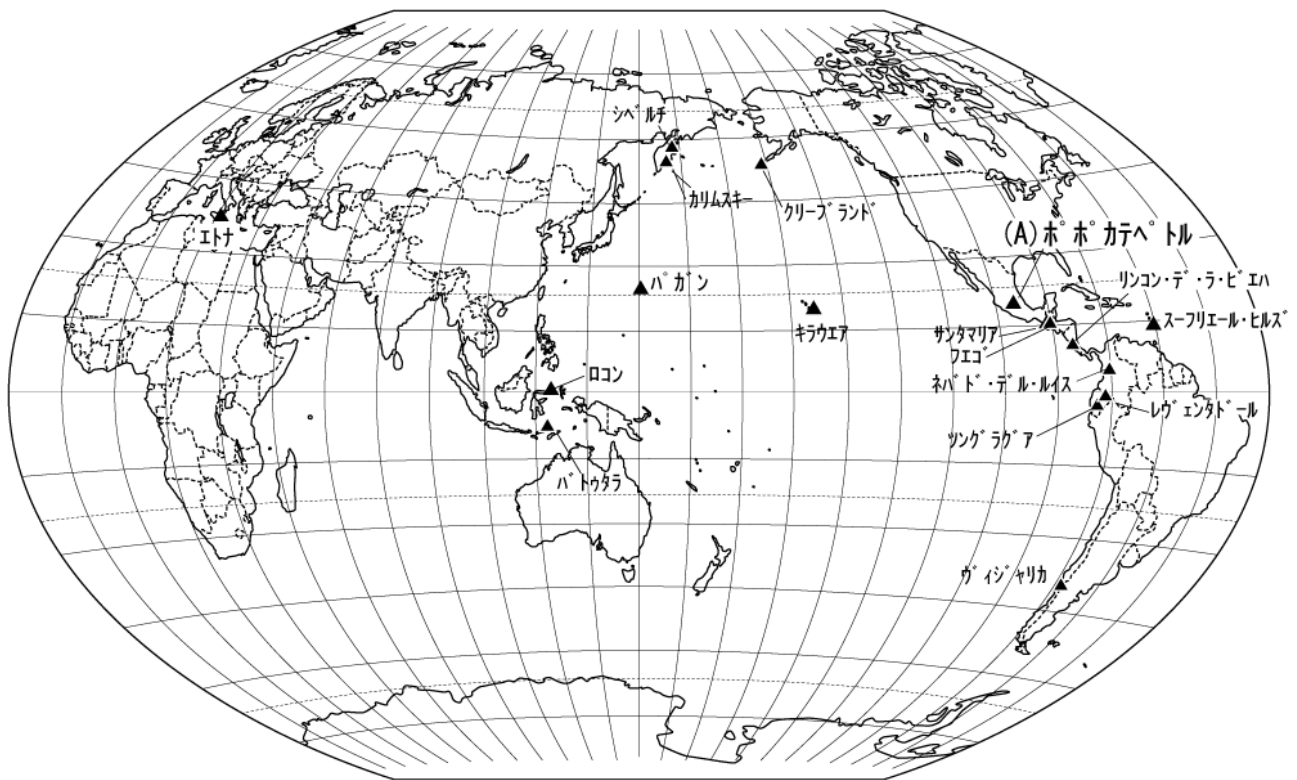 シベルチ
カリムスキー
クリーブランド
(A)ポポカテペトル
エトナ
リンコン・デ・ラ・ビエハ
パガン
キラウエア
サンタマリア
スーフリエール・ヒルズ
フエゴ
ロコン
ネバド・デル・ルイス
レヴェンタドール
ツングラグア
バトゥタラ
ヴィジャリカ